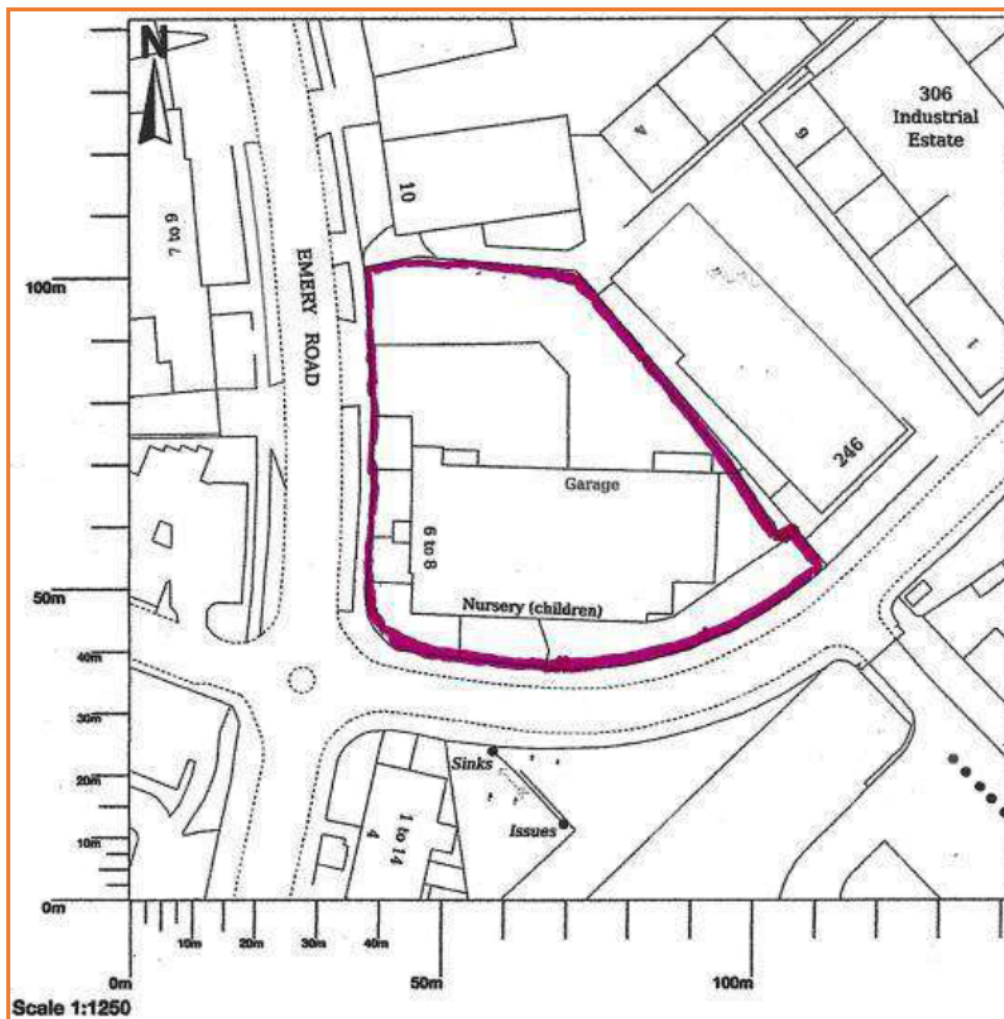 N
306
Industrial
Estate
4
9
10
7 to 9
EMERY ROAD
100m
1
246
Garage
6 to 8
50m
Nursery (children)
40m
30m
Sinks
20m
Issues
1 to 14
4
10m
0m
10m 20m 30m 40m
0m 50m 100m
Scale 1:1250